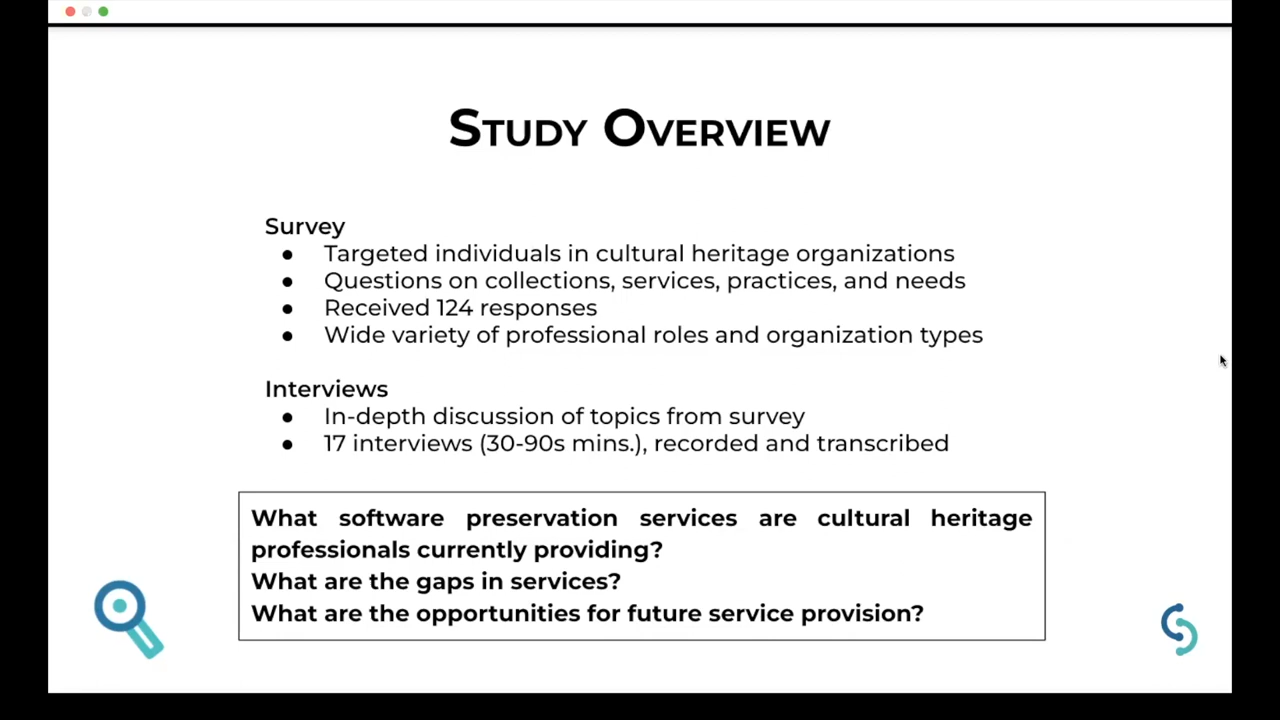 Study Overview
Survey
● Targeted individuals in cultural heritage organizations
● Questions on collections, services, practices, and needs
● Received 124 responses
● Wide variety of professional roles and organization types
Interviews
● In-depth discussion of topics from survey
● 17 interviews (30-90s mins.), recorded and transcribed
What software preservation services are cultural heritage
professionals currently providing?
What are the gaps in services?
What are the opportunities for future service provision?